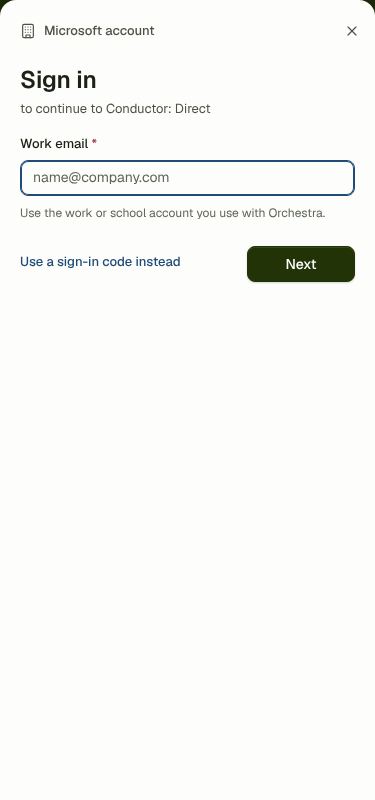 Microsoft account
Sign in
to continue to Conductor: Direct
Work email *
name@company.com
Use the work or school account you use with Orchestra.
Use a sign-in code instead
Next